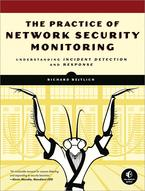 THE PRACTICE OF
NETWORK SECURITY
MONITORING
UNDERSTANDING INCIDENT DETECTION
AND RESPONSE
RICHARD BEJTLICH